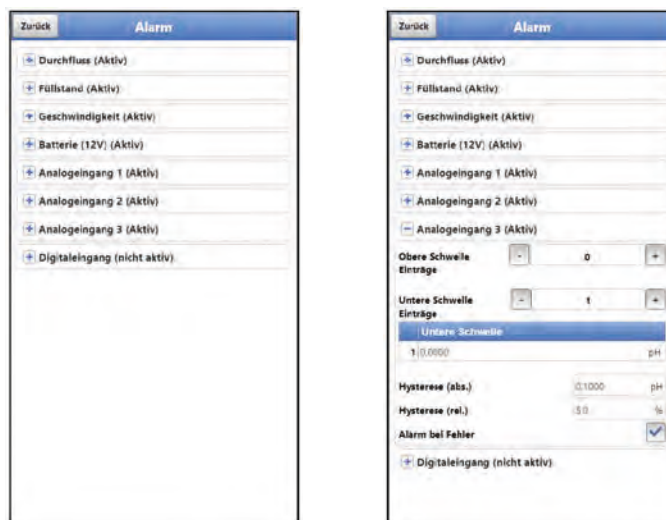 Zurück Alarm
Durchfluss (Aktiv)
Füllstand (Aktiv)
Geschwindigkeit (Aktiv)
Batterie (12V) (Aktiv)
Analogeingang 1 (Aktiv)
Analogeingang 2 (Aktiv)
Analogeingang 3 (Aktiv)
Digitaleingang (nicht aktiv)
Zurück Alarm
Durchfluss (Aktiv)
Füllstand (Aktiv)
Geschwindigkeit (Aktiv)
Batterie (12V) (Aktiv)
Analogeingang 1 (Aktiv)
Analogeingang 2 (Aktiv)
Analogeingang 3 (Aktiv)
Obere Schwelle - 0 +
Einträge
Untere Schwelle - 1 +
Einträge
Untere Schwelle
1 0.0000 pH
Hysterese (abs.) 0.1000 pH
Hysterese (rel.) 5.0 %
Alarm bei Fehler
Digitaleingang (nicht aktiv)